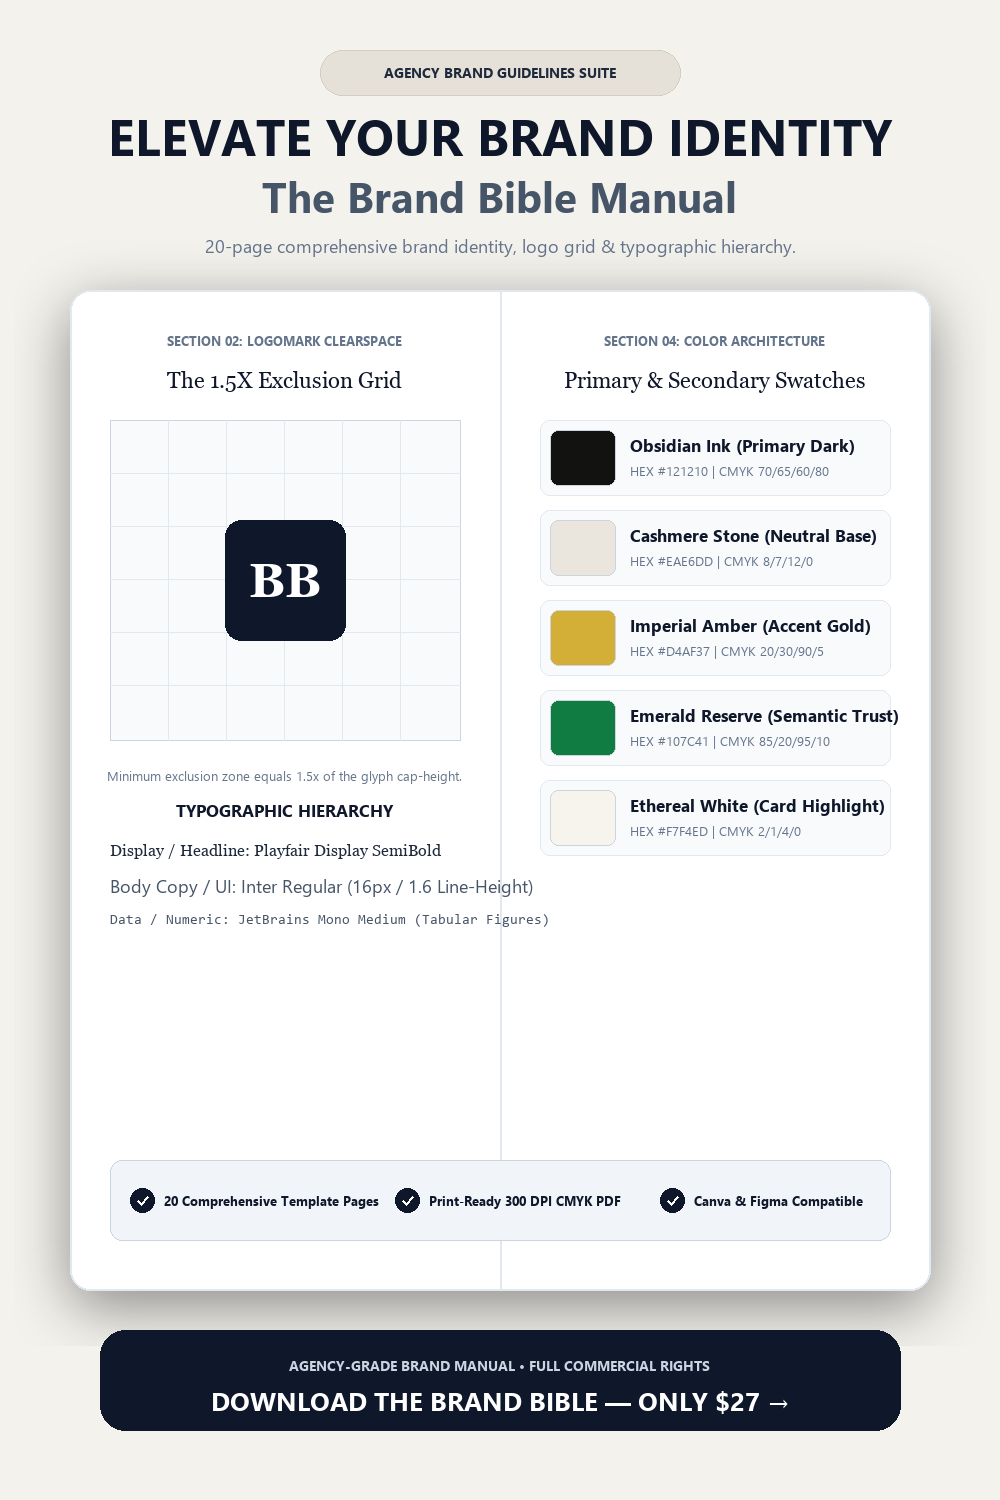 AGENCY BRAND GUIDELINES SUITE
ELEVATE YOUR BRAND IDENTITY
The Brand Bible Manual
20-page comprehensive brand identity, logo grid & typographic hierarchy.
SECTION 02: LOGOMARK CLEARSPACE
The 1.5X Exclusion Grid
BB
Minimum exclusion zone equals 1.5x of the glyph cap-height.
TYPOGRAPHIC HIERARCHY
Display / Headline: Playfair Display SemiBold
Body Copy / UI: Inter Regular (16px / 1.6 Line-Height)
Data / Numeric: JetBrains Mono Medium (Tabular Figures)
SECTION 04: COLOR ARCHITECTURE
Primary & Secondary Swatches
Obsidian Ink (Primary Dark)
HEX #121210 | CMYK 70/65/60/80
Cashmere Stone (Neutral Base)
HEX #EAE6DD | CMYK 8/7/12/0
Imperial Amber (Accent Gold)
HEX #D4AF37 | CMYK 20/30/90/5
Emerald Reserve (Semantic Trust)
HEX #107C41 | CMYK 85/20/95/10
Ethereal White (Card Highlight)
HEX #F7F4ED | CMYK 2/1/4/0
20 Comprehensive Template Pages
Print-Ready 300 DPI CMYK PDF
Canva & Figma Compatible
AGENCY-GRADE BRAND MANUAL • FULL COMMERCIAL RIGHTS
DOWNLOAD THE BRAND BIBLE — ONLY $27 →